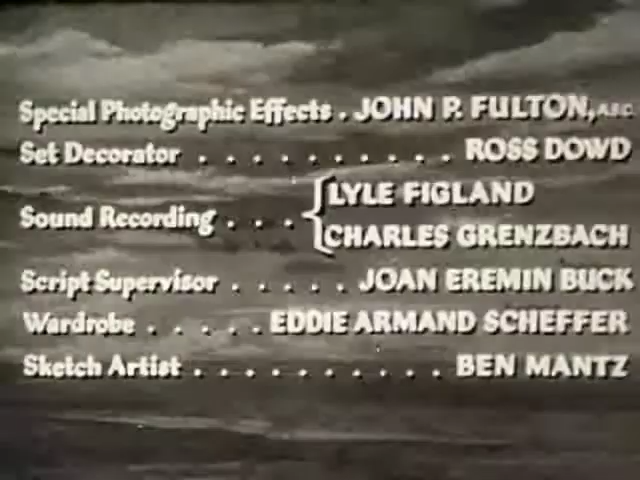 Special Photographic Effects . JOHN P. FULTON, A.S.C.
Set Decorator . . . . . . . . . . ROSS DOWD
Sound Recording . . . { LYLE FIGLAND
CHARLES GRENZBACH
Script Supervisor . . . . . JOAN EREMIN BUCK
Wardrobe . . . . . EDDIE ARMAND SCHEFFER
Sketch Artist . . . . . . . . . . BEN MANTZ